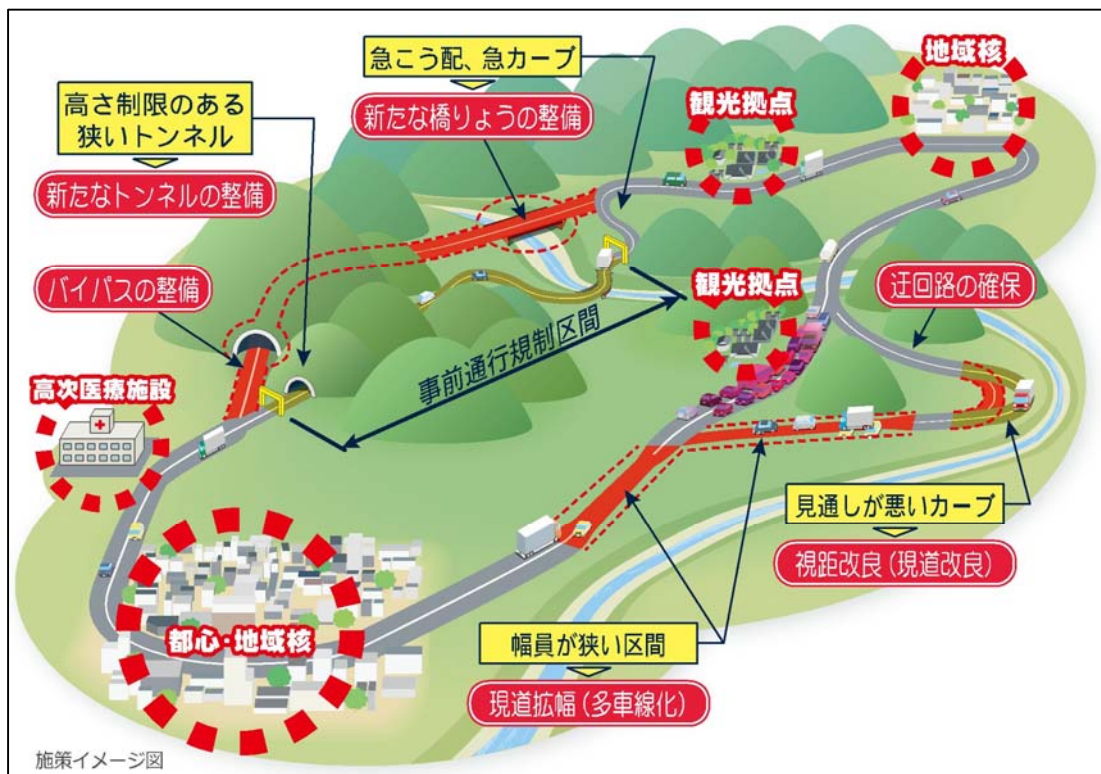 急こう配、急カーブ
新たな橋りょうの整備
地域核
観光拠点
高さ制限のある
狭いトンネル
新たなトンネルの整備
バイパスの整備
観光拠点
迂回路の確保
事前通行規制区間
高次医療施設
見通しが悪いカーブ
視距改良(現道改良)
都心・地域核
幅員が狭い区間
現道拡幅(多車線化)
施策イメージ図